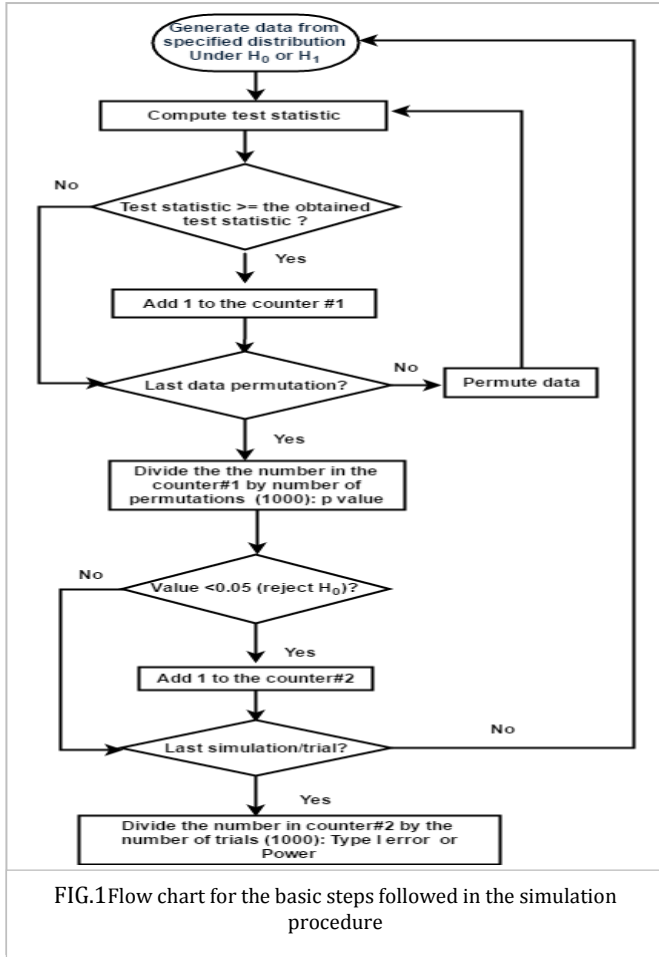 Generate data from
specified distribution
Under H₀ or H₁
Compute test statistic
No
Test statistic >= the obtained
test statistic ?
Yes
Add 1 to the counter #1
Last data permutation?
No
Permute data
Yes
Divide the the number in the
counter#1 by number of
permutations (1000): p value
No
Value <0.05 (reject H₀)?
Yes
Add 1 to the counter#2
Last simulation/trial?
No
Yes
Divide the number in counter#2 by the
number of trials (1000): Type I error or
Power
FIG.1Flow chart for the basic steps followed in the simulation
procedure